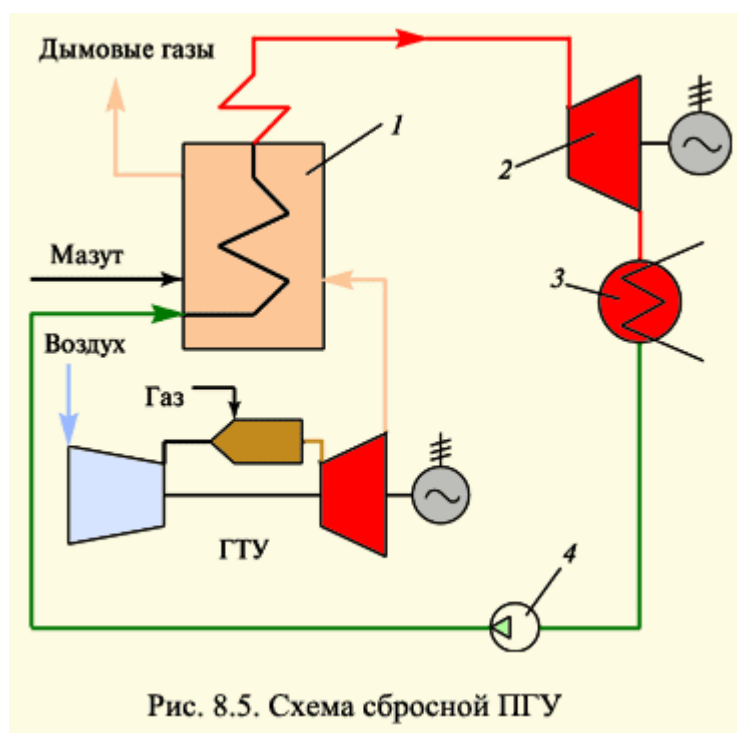 Дымовые газы
1
2
Мазут
3
Воздух
Газ
ГТУ
4
Рис. 8.5. Схема сбросной ПГУ